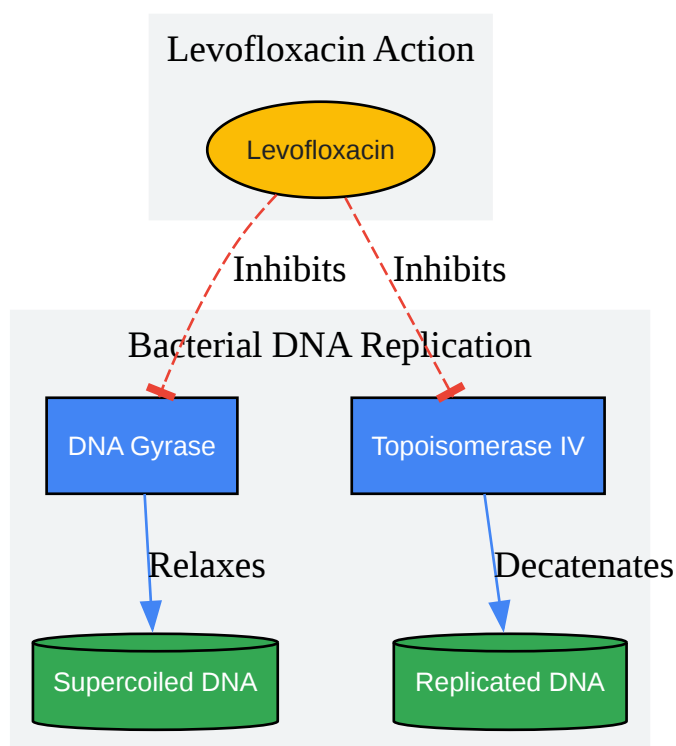 Levofloxacin Action
Levofloxacin
Inhibits
Inhibits
Bacterial DNA Replication
DNA Gyrase
Topoisomerase IV
Relaxes
Decatenates
Supercoiled DNA
Replicated DNA